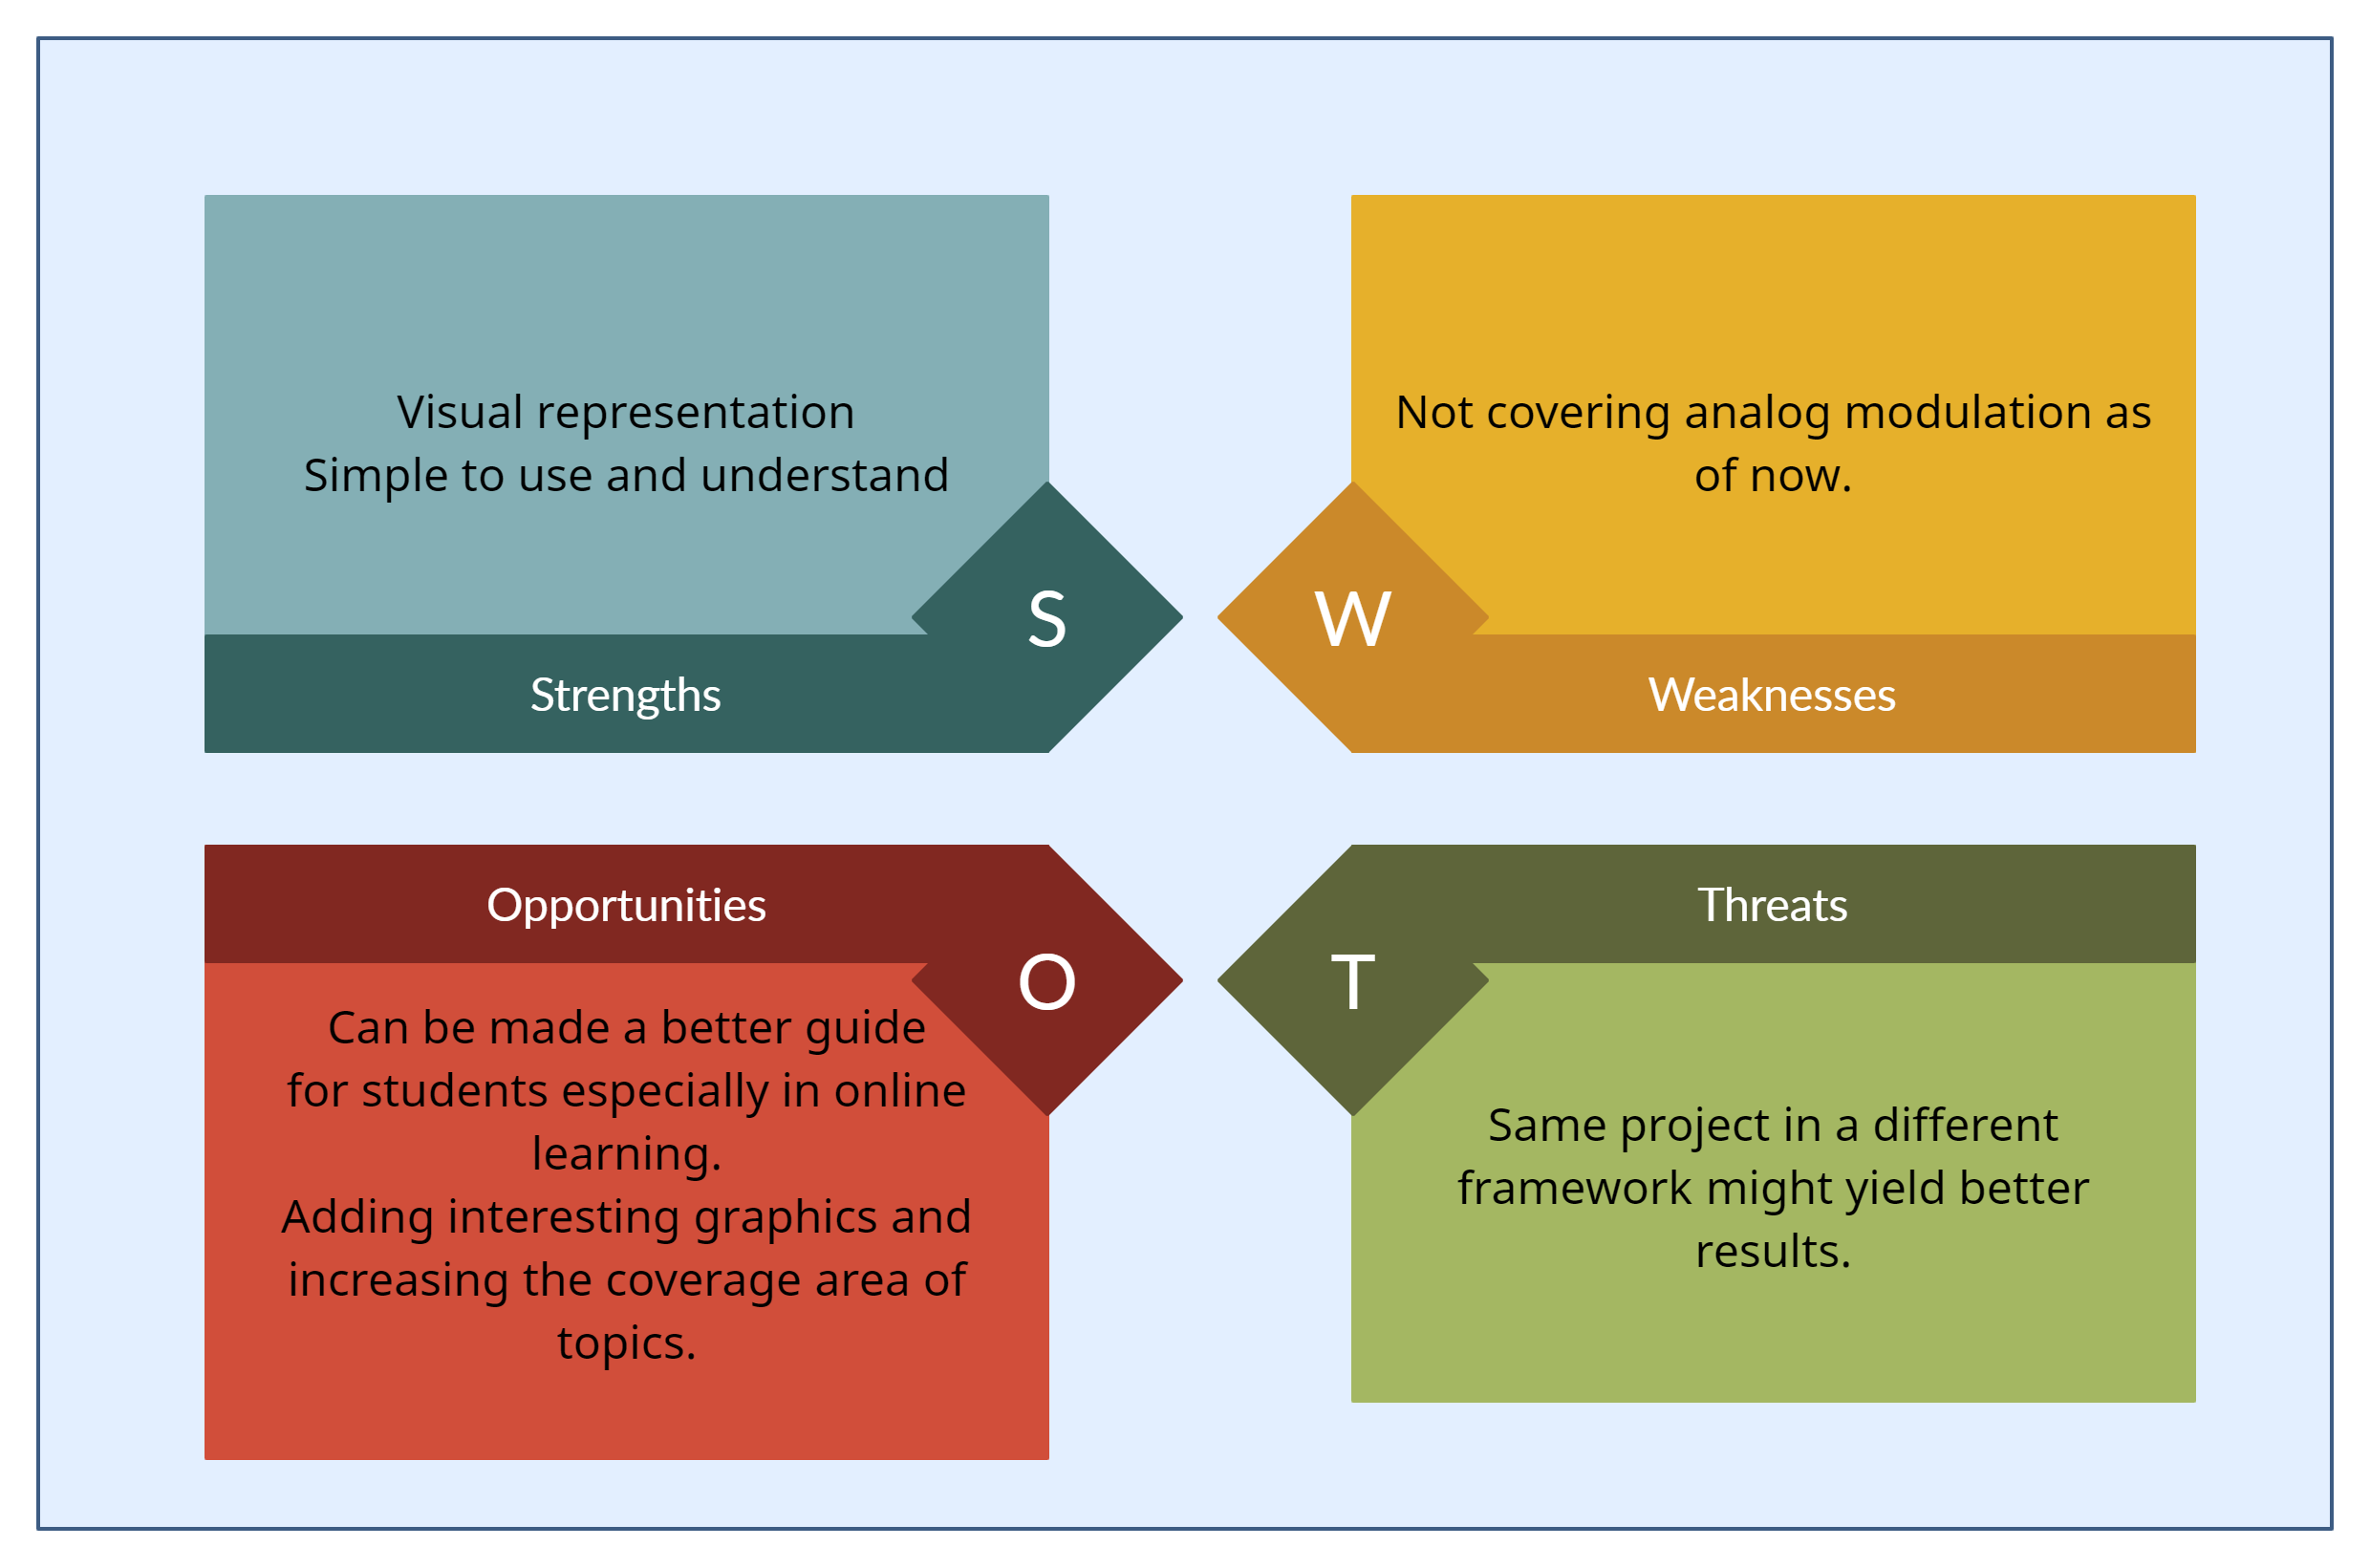 Visual representation
Simple to use and understand
S
Strengths
Not covering analog modulation as
of now.
W
Weaknesses
Opportunities
O
Can be made a better guide
for students especially in online
learning.
Adding interesting graphics and
increasing the coverage area of
topics.
Threats
T
Same project in a different
framework might yield better
results.